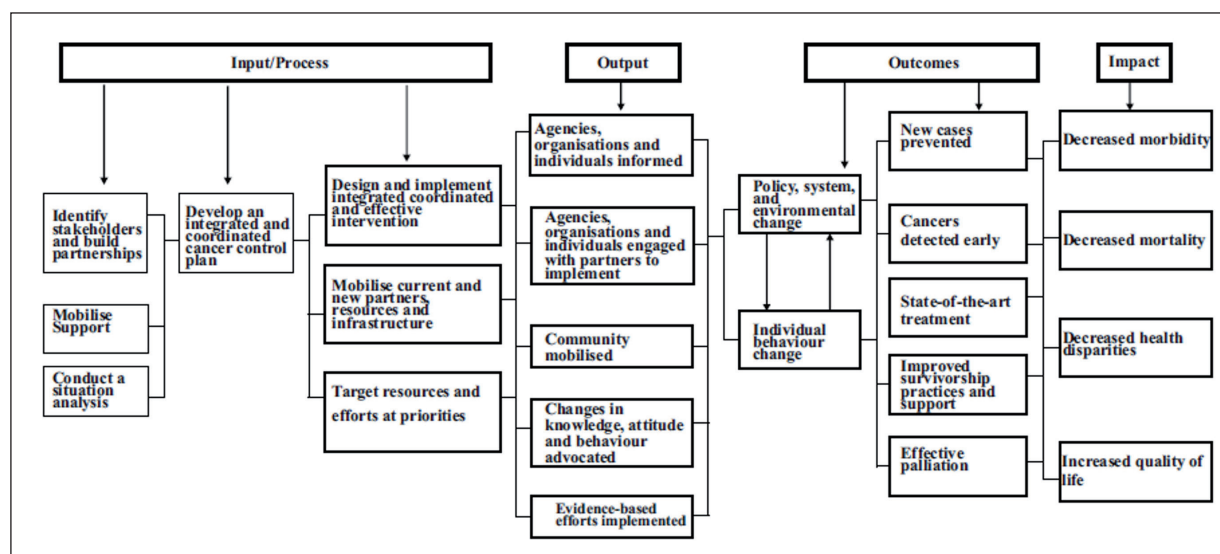 Input/Process
Output
Outcomes
Impact
Identify
stakeholders
and build
partnerships
Mobilise
Support
Conduct a
situation
analysis
Develop an
integrated and
coordinated
cancer control
plan
Design and implement
integrated coordinated
and effective
intervention
Mobilise current and
new partners,
resources and
infrastructure
Target resources and
efforts at priorities
Agencies,
organisations and
individuals informed
Agencies,
organisations and
individuals engaged
with partners to
implement
Community
mobilised
Changes in
knowledge, attitude
and behaviour
advocated
Evidence-based
efforts implemented
Policy, system,
and
environmental
change
Individual
behaviour
change
New cases
prevented
Cancers
detected early
State-of-the-art
treatment
Improved
survivorship
practices and
support
Effective
palliation
Decreased morbidity
Decreased mortality
Decreased health
disparities
Increased quality of
life